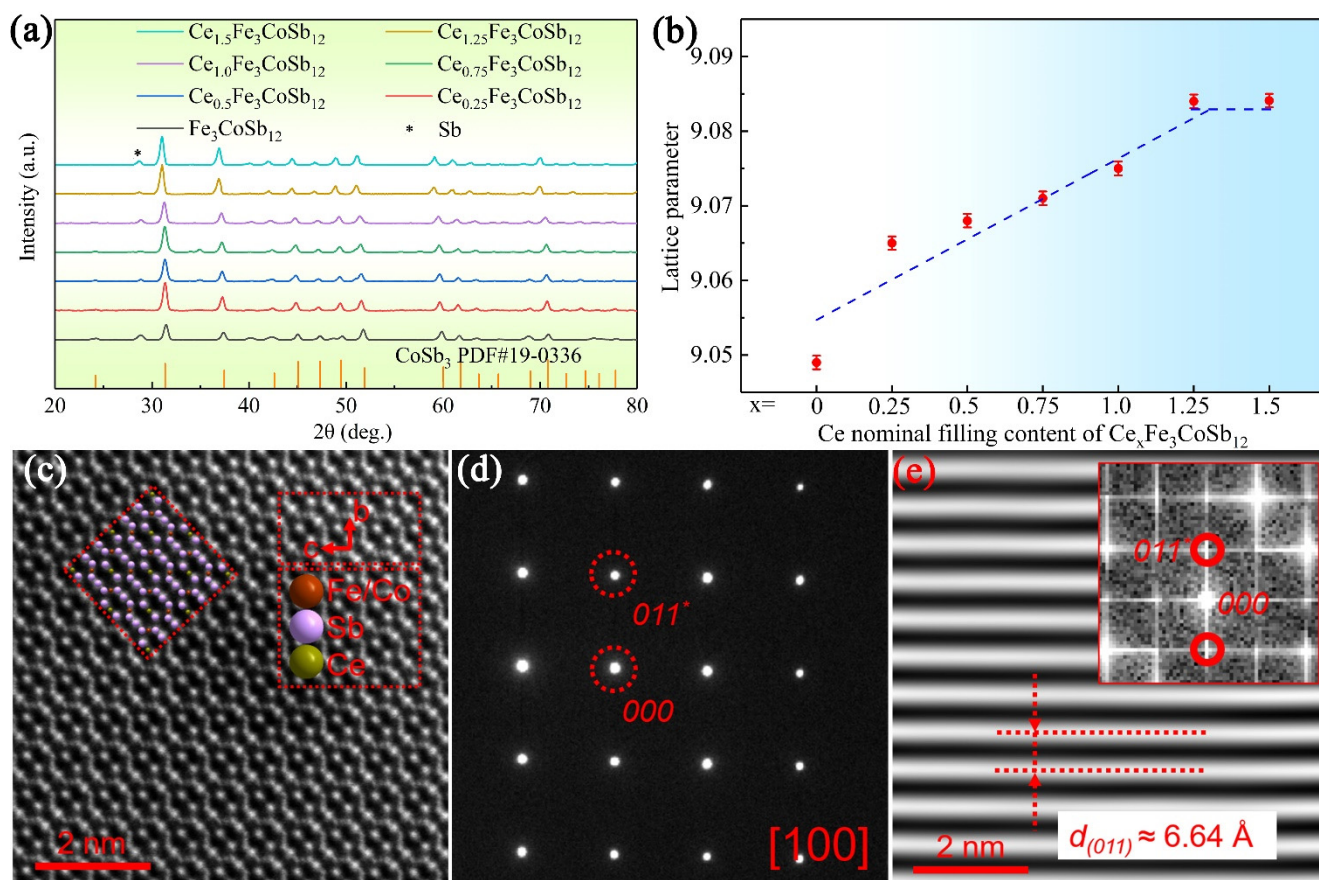 (a)
Ce₁.₅Fe₃CoSb₁₂
Ce₁.₂₅Fe₃CoSb₁₂
Ce₁.₀Fe₃CoSb₁₂
Ce₀.₇₅Fe₃CoSb₁₂
Ce₀.₅Fe₃CoSb₁₂
Ce₀.₂₅Fe₃CoSb₁₂
Fe₃CoSb₁₂
* Sb
*
CoSb₃ PDF#19-0336
Intensity (a.u.)
20 30 40 50 60 70 80
2θ (deg.)
(b)
9.09
9.08
9.07
9.06
9.05
Lattice parameter
x= 0 0.25 0.5 0.75 1.0 1.25 1.5
Ce nominal filling content of CeₓFe₃CoSb₁₂
(c)
b
c
Fe/Co
Sb
Ce
2 nm
(d)
011*
000
[100]
(e)
011*
000
d(011) ≈ 6.64 Å
2 nm